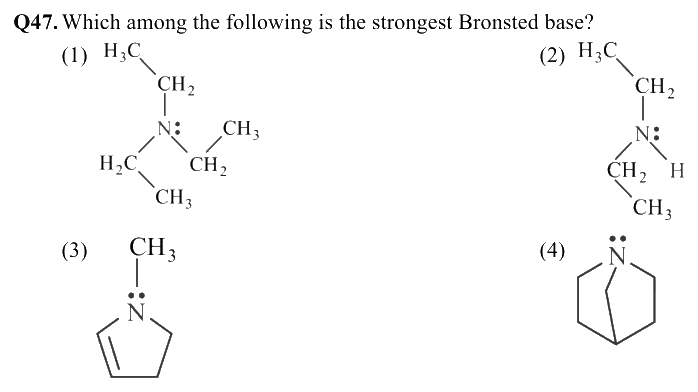 Q47. Which among the following is the strongest Bronsted base?
(1) H₃C
CH₂
N:
CH₃
H₂C
CH₂
CH₃
(2) H₃C
CH₂
N:
CH₂ H
CH₃
(3) CH₃
N
(4) N